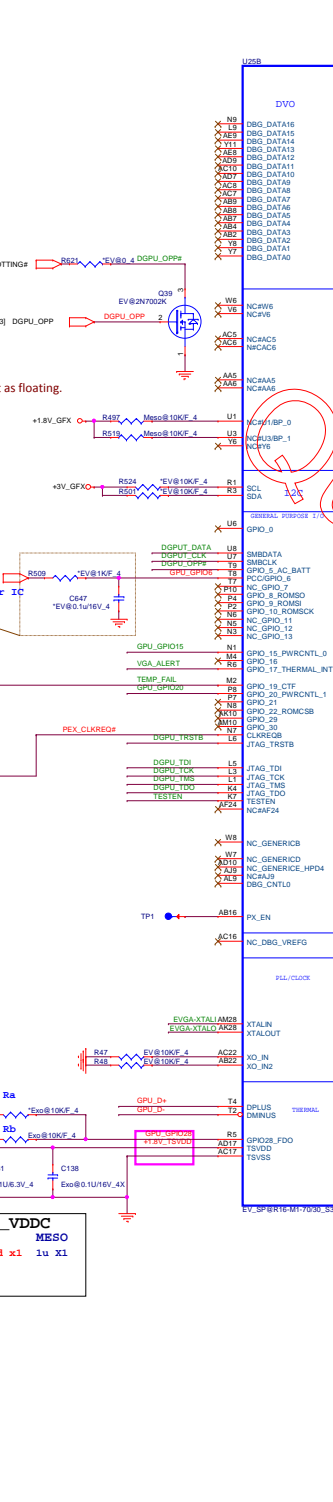 U25B
DVO
N9 DBG_DATA16
L9 DBG_DATA15
AE9 DBG_DATA14
Y11 DBG_DATA13
AE8 DBG_DATA12
AD9 DBG_DATA11
AC10 DBG_DATA10
AD7 DBG_DATA9
AC8 DBG_DATA8
AC7 DBG_DATA7
AB9 DBG_DATA6
AB8 DBG_DATA5
AB7 DBG_DATA4
AB4 DBG_DATA3
AB2 DBG_DATA2
Y8 DBG_DATA1
Y7 DBG_DATA0
OTTING# R621 *EV@0_4 DGPU_OPP#
3
Q39
EV@2N7002K
3] DGPU_OPP DGPU_OPP 2
1
W6 NC#W6
V6 NC#V6
AC5 NC#AC5
AC6 N#CAC6
AA5 NC#AA5
AA6 NC#AA6
t as floating.
+1.8V_GFX R497 Meso@10K/F_4 U1 NC#U1/BP_0
R519 Meso@10K/F_4 U3 NC#U3/BP_1
Y6 NC#Y6
+3V_GFX R524 *EV@10K/F_4 R1 SCL
R501 *EV@10K/F_4 R3 SDA
I2C
GENERAL PURPOSE I/O
U6 GPIO_0
DGPUT_DATA U8 SMBDATA
DGPUT_CLK U7 SMBCLK
DGPU_OPP# T9 GPIO_5_AC_BATT
R509 *EV@1K/F_4 GPU_GPIO6 T8 PCC/GPIO_6
T7 NC_GPIO_7
P10 GPIO_8_ROMSO
P4 GPIO_9_ROMSI
P2 GPIO_10_ROMSCK
N6 NC_GPIO_11
N5 NC_GPIO_12
N3 NC_GPIO_13
r IC
C647
*EV@0.1u/16V_4
GPU_GPIO15 N1 GPIO_15_PWRCNTL_0
M4 GPIO_16
VGA_ALERT R6 GPIO_17_THERMAL_INT
TEMP_FAIL M2 GPIO_19_CTF
GPU_GPIO20 P8 GPIO_20_PWRCNTL_1
P7 GPIO_21
N8 GPIO_22_ROMCSB
AK10 GPIO_29
AM10 GPIO_30
PEX_CLKREQ# N7 CLKREQB
DGPU_TRSTB L6 JTAG_TRSTB
DGPU_TDI L5 JTAG_TDI
DGPU_TCK L3 JTAG_TCK
DGPU_TMS L1 JTAG_TMS
DGPU_TDO K4 JTAG_TDO
TESTEN K7 TESTEN
AF24 NC#AF24
W8 NC_GENERICB
W7 NC_GENERICD
AD10 NC_GENERICE_HPD4
AJ9 NC#AJ9
AL9 DBG_CNTL0
TP1 AB16 PX_EN
AC16 NC_DBG_VREFG
PLL/CLOCK
EVGA-XTALI AM28 XTALIN
EVGA-XTALO AK28 XTALOUT
R47 EV@10K/F_4 AC22 XO_IN
R48 EV@10K/F_4 AB22 XO_IN2
Ra
*Exo@10K/F_4
GPU_D+ T4 DPLUS
GPU_D- T2 DMINUS
THERMAL
Rb
Exo@10K/F_4
GPU_GPIO28 R5 GPIO28_FDO
+1.8V_TSVDD AD17 TSVDD
AC17 TSVSS
C138
1U/6.3V_4 Exo@0.1U/16V_4X
EV_SP@R16-M1-70/30_S3
_VDDC
MESO
d x1 1u X1